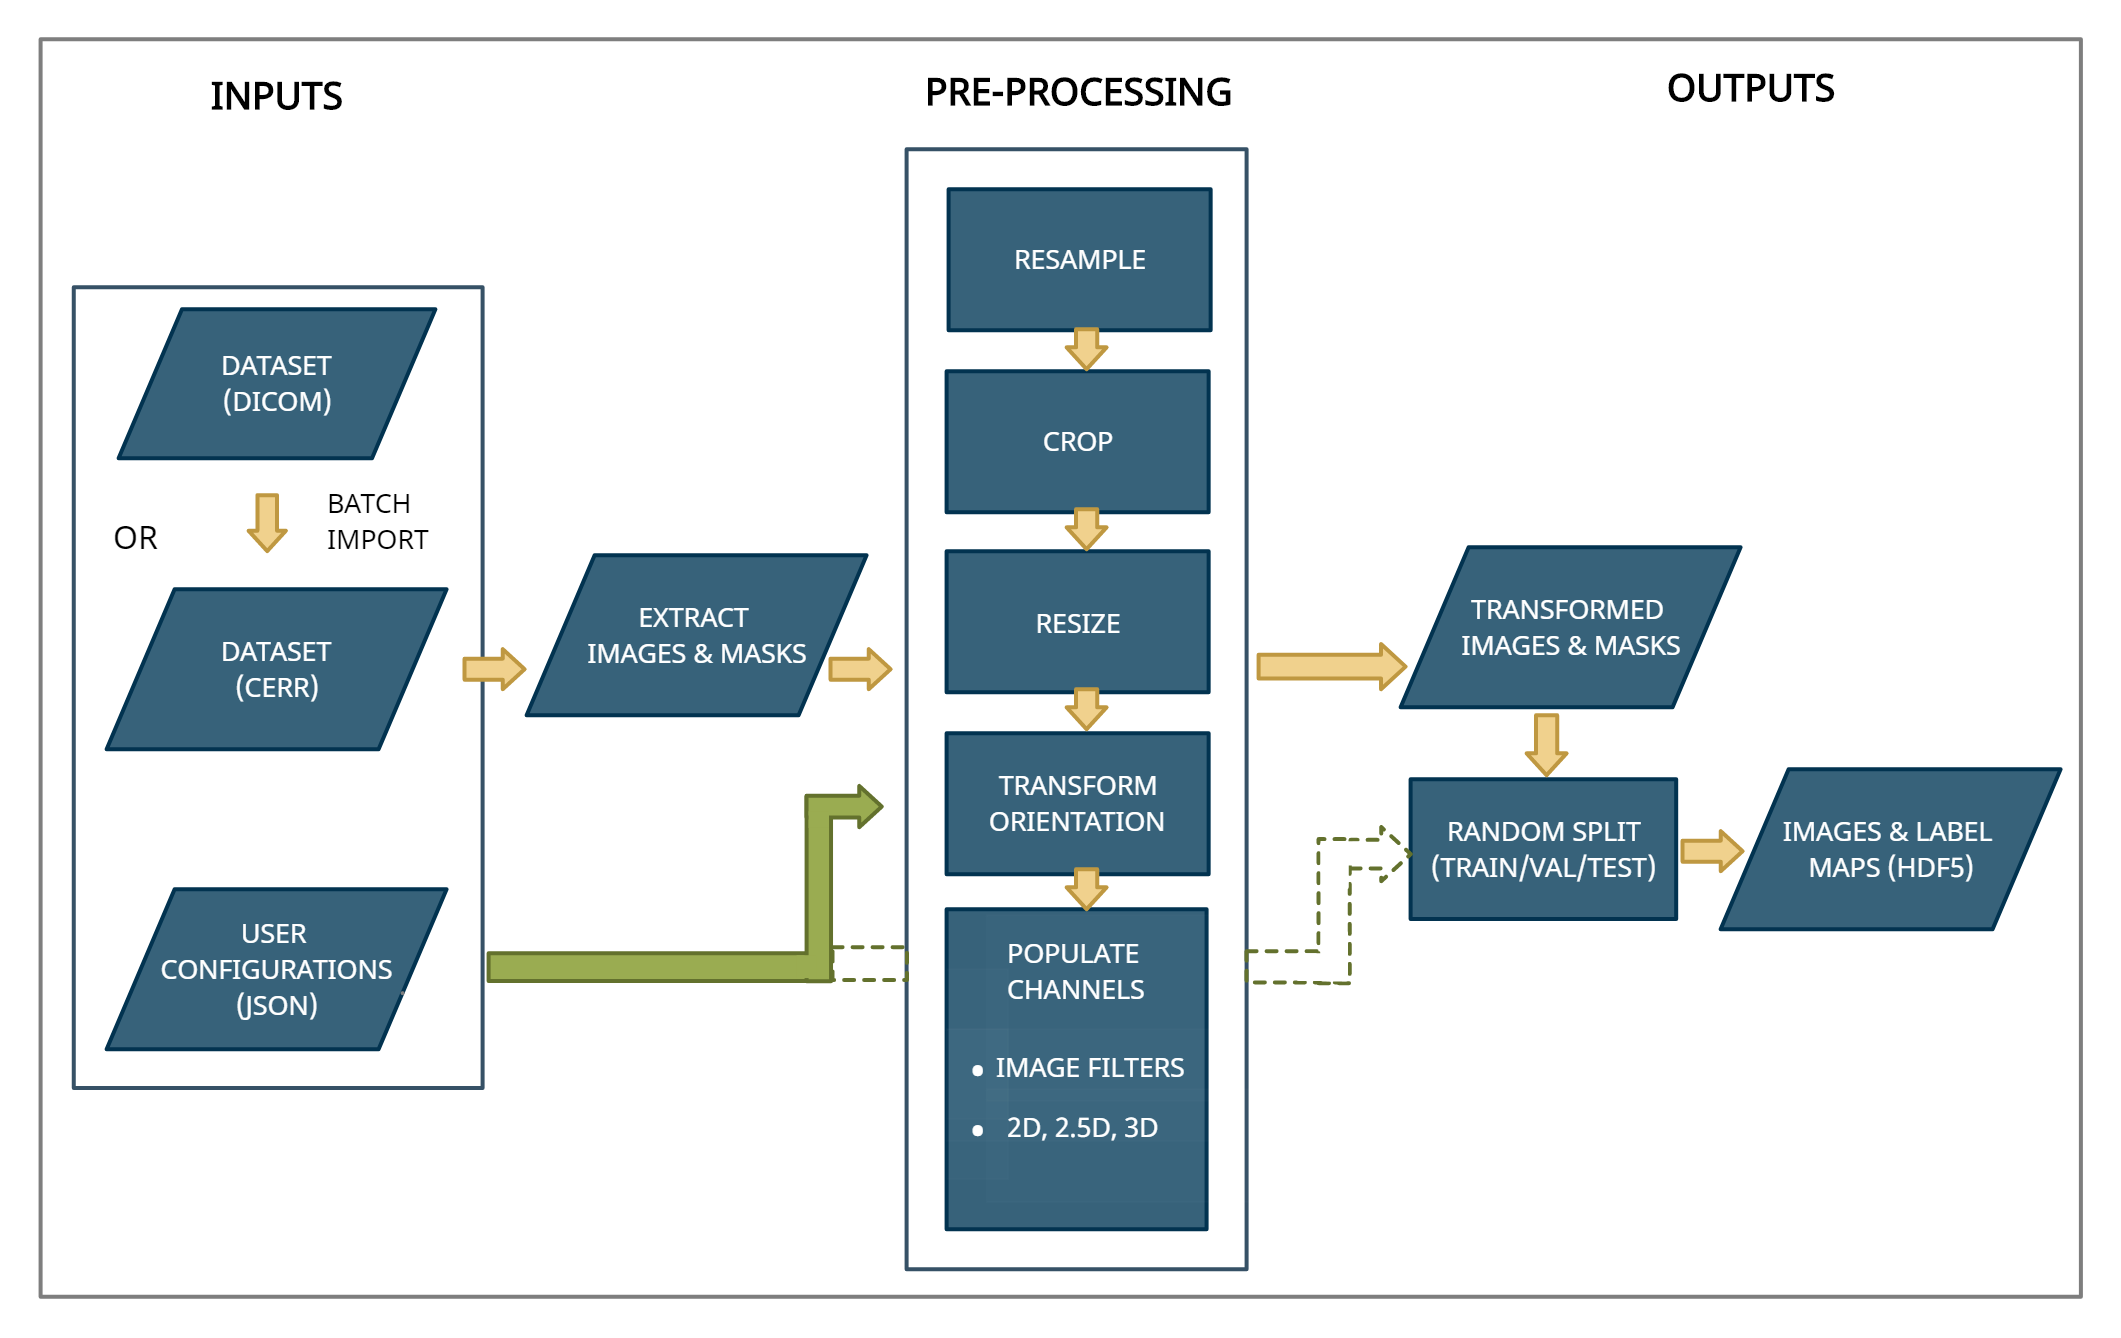 INPUTS
PRE-PROCESSING
OUTPUTS
DATASET
(DICOM)
OR
BATCH
IMPORT
DATASET
(CERR)
USER
CONFIGURATIONS
(JSON)
EXTRACT
IMAGES & MASKS
RESAMPLE
CROP
RESIZE
TRANSFORM
ORIENTATION
POPULATE
CHANNELS
• IMAGE FILTERS
• 2D, 2.5D, 3D
TRANSFORMED
IMAGES & MASKS
RANDOM SPLIT
(TRAIN/VAL/TEST)
IMAGES & LABEL
MAPS (HDF5)